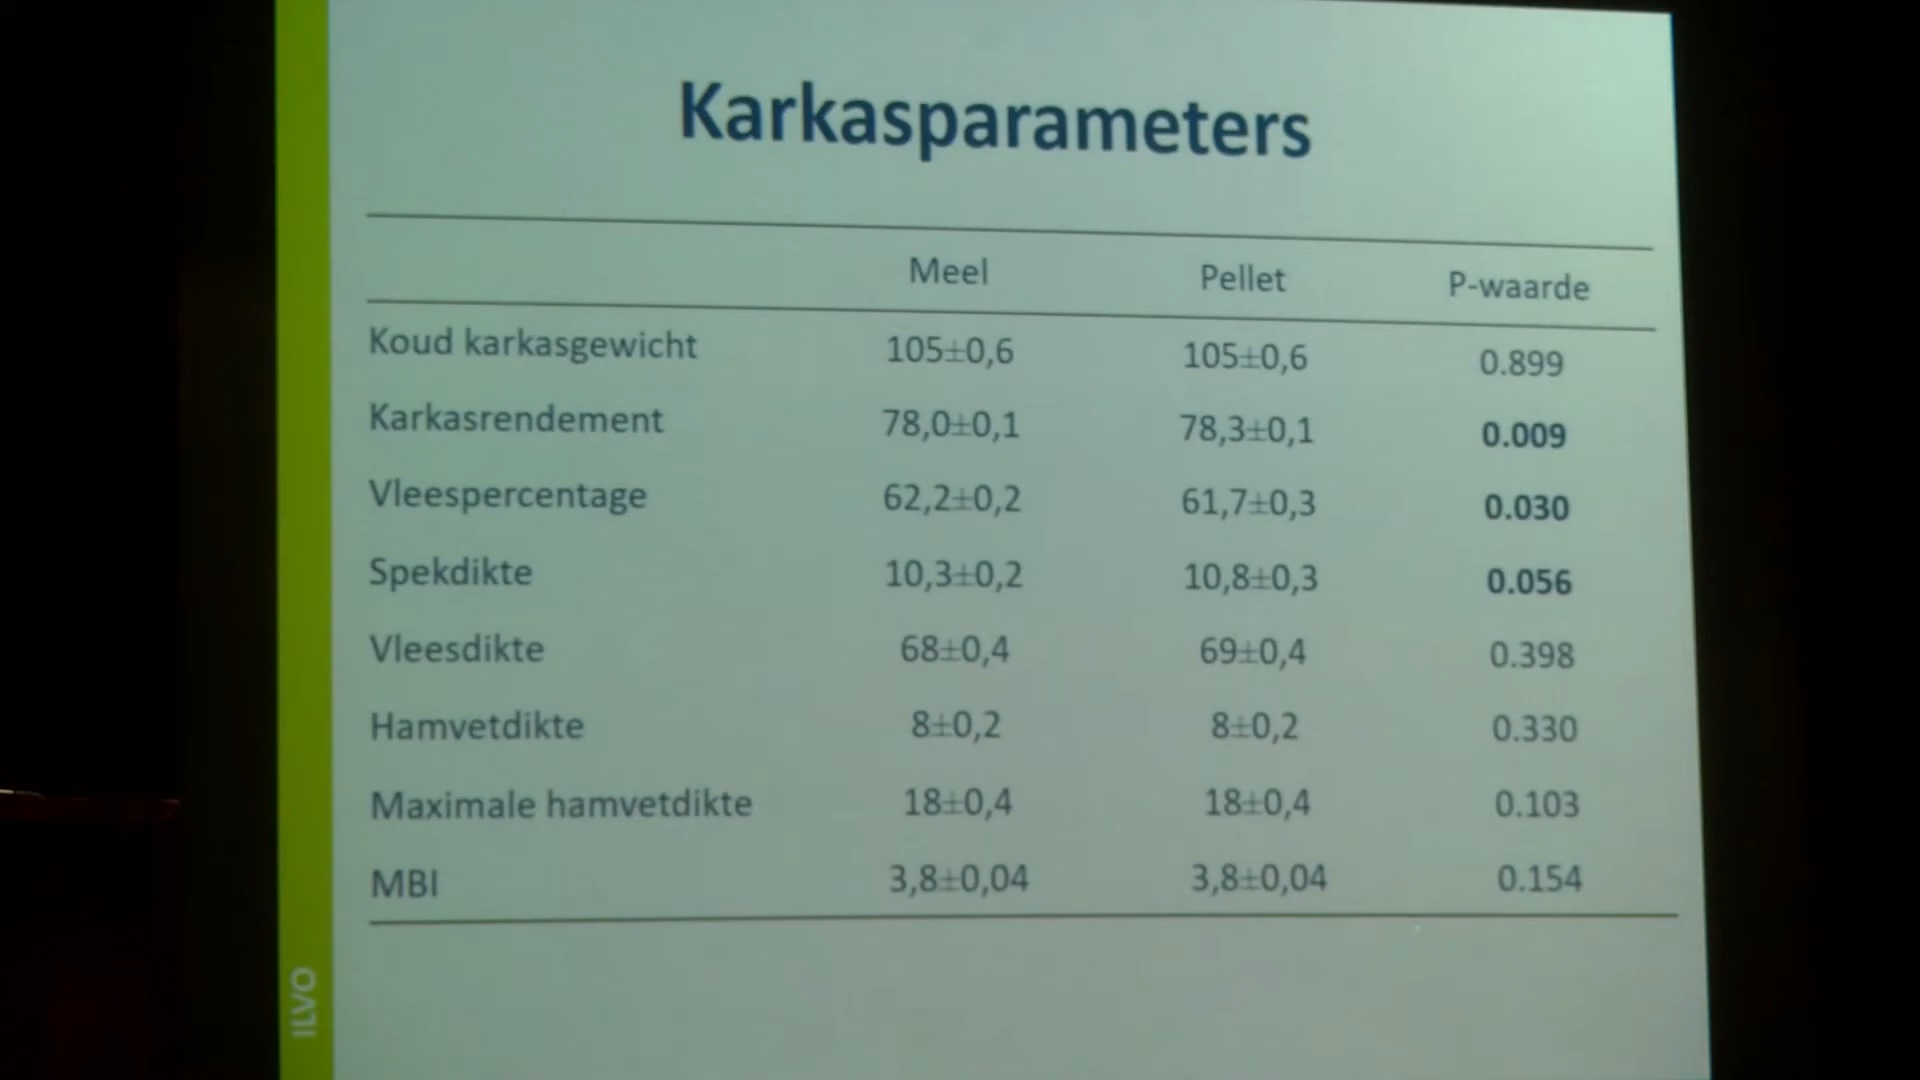 Karkasparameters
Meel Pellet P-waarde
Koud karkasgewicht 105±0,6 105±0,6 0.899
Karkasrendement 78,0±0,1 78,3±0,1 0.009
Vleespercentage 62,2±0,2 61,7±0,3 0.030
Spekdikte 10,3±0,2 10,8±0,3 0.056
Vleesdikte 68±0,4 69±0,4 0.398
Hamvetdikte 8±0,2 8±0,2 0.330
Maximale hamvetdikte 18±0,4 18±0,4 0.103
MBI 3,8±0,04 3,8±0,04 0.154
ILVO